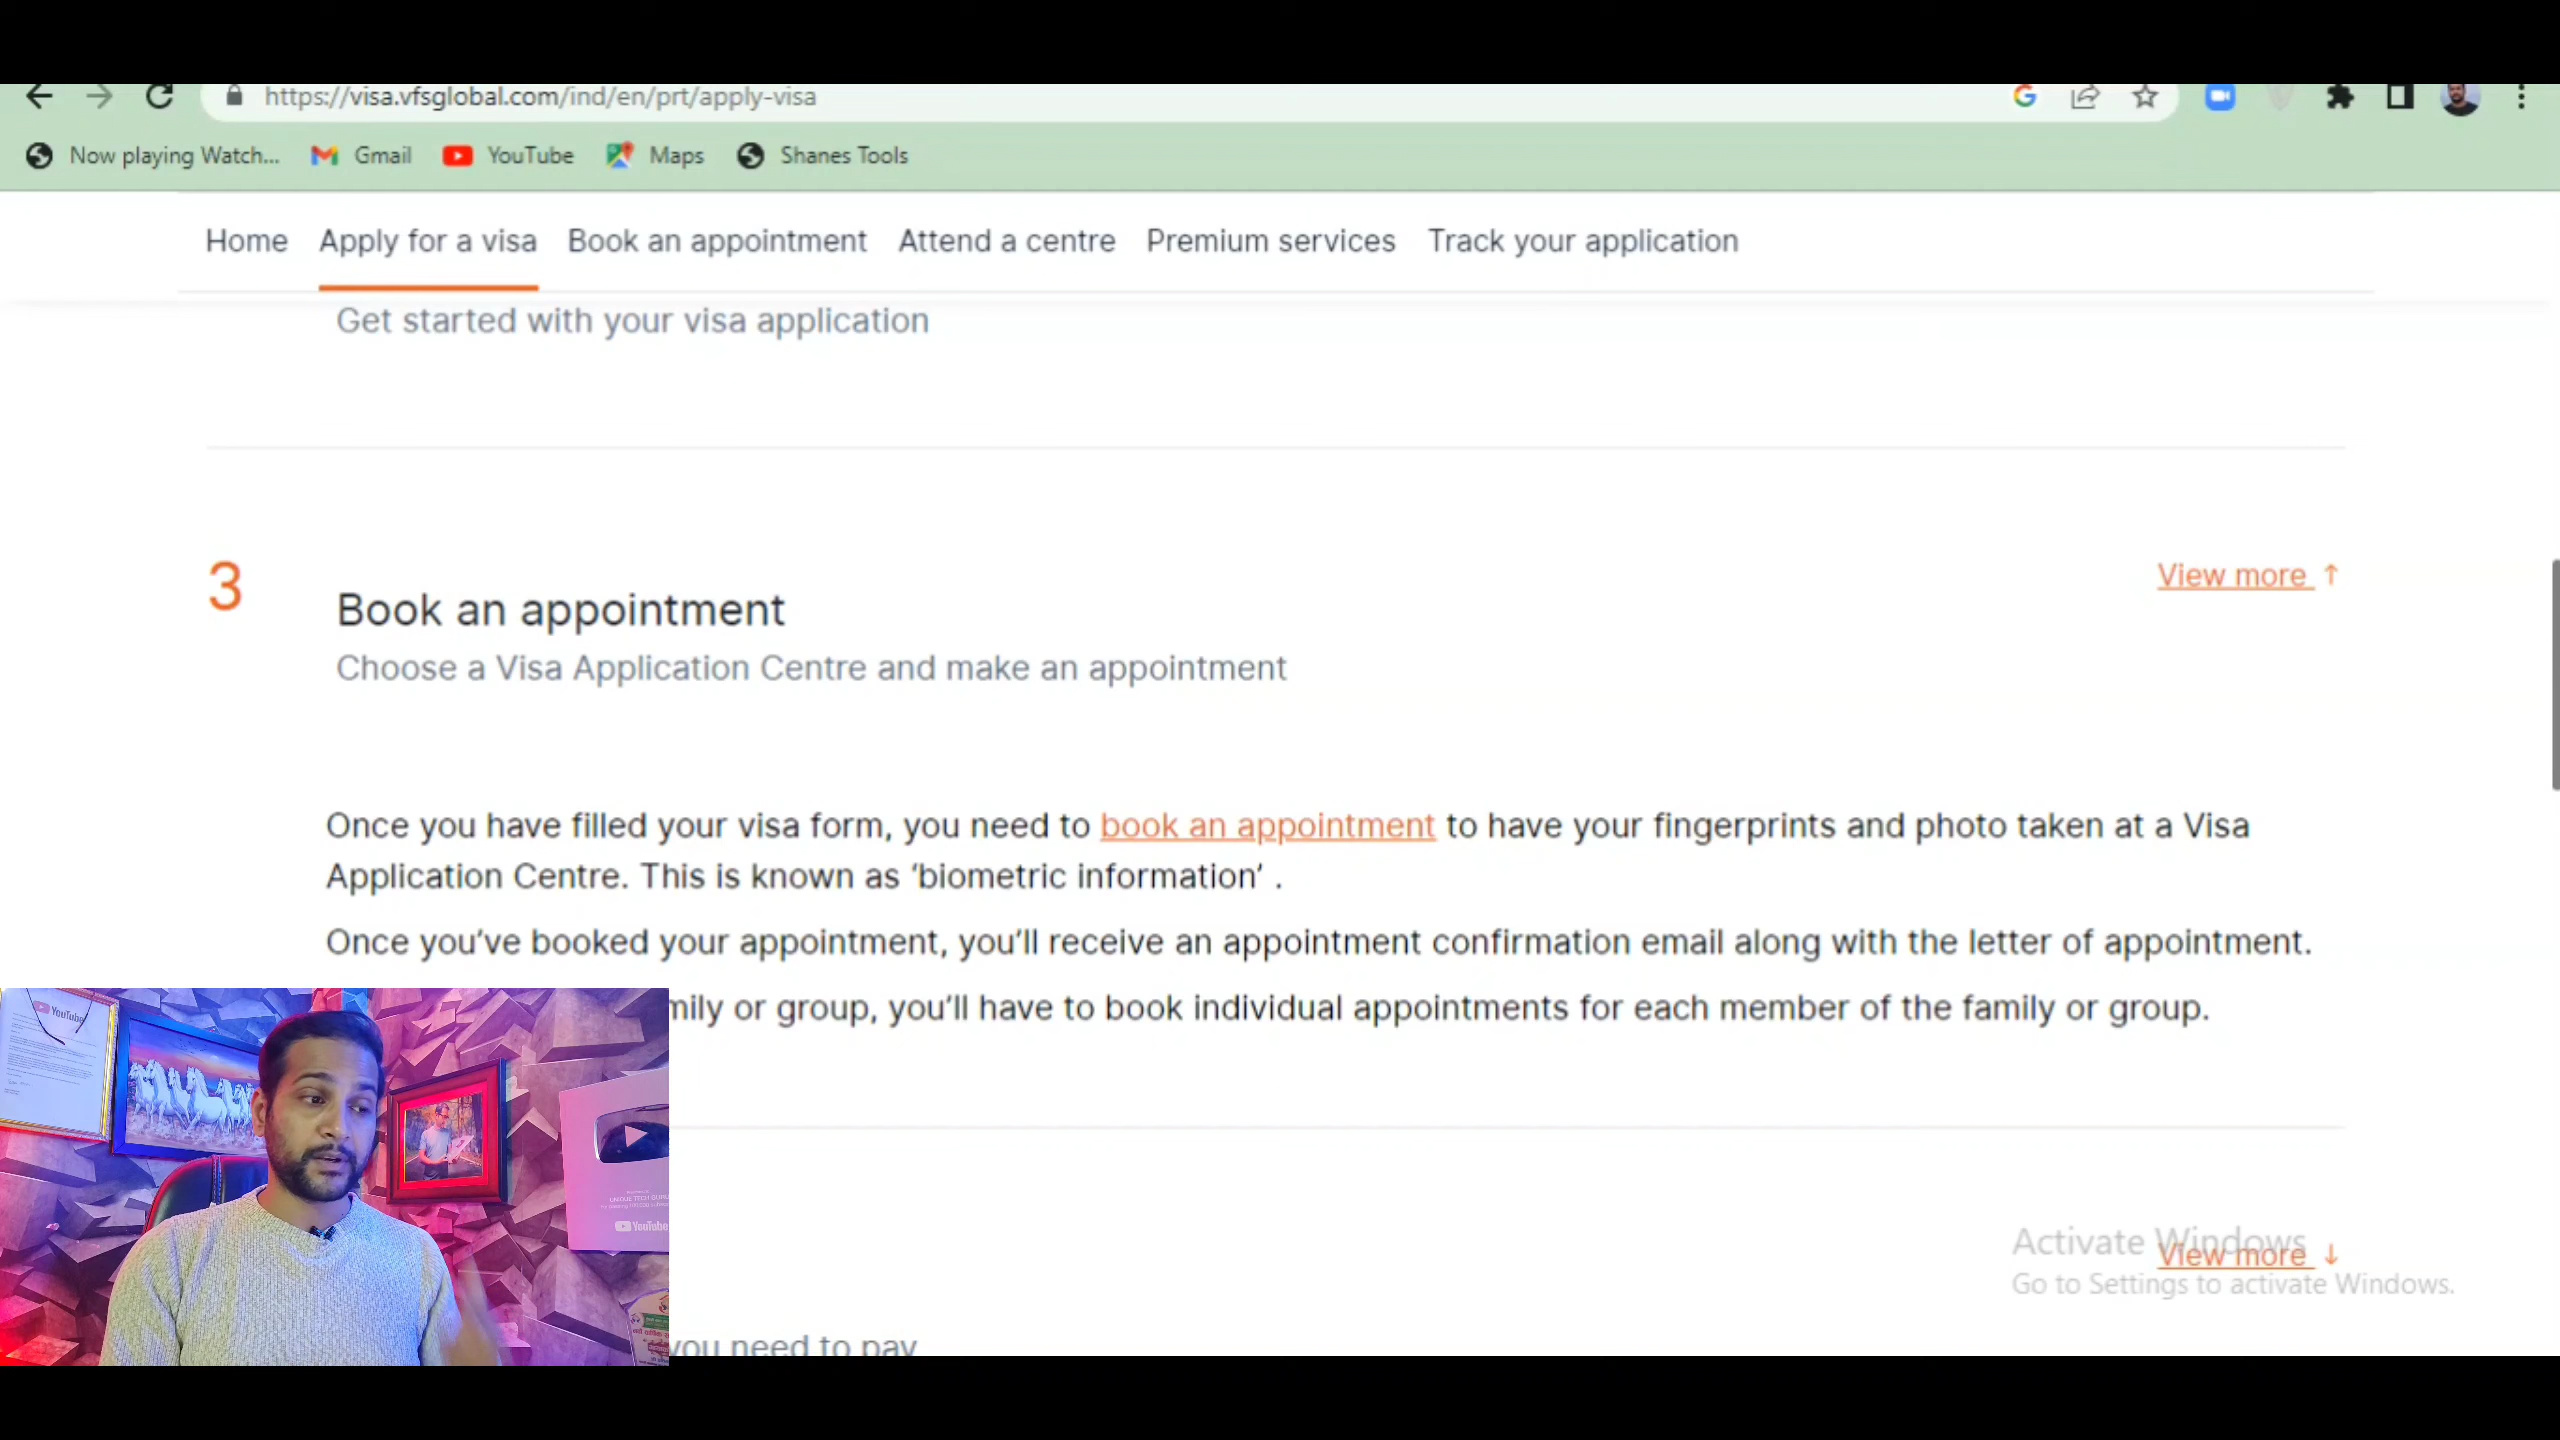 https://visa.vfsglobal.com/ind/en/prt/apply-visa
Now playing Watch... Gmail YouTube Maps Shanes Tools
Home Apply for a visa Book an appointment Attend a centre Premium services Track your application
Get started with your visa application
3
View more ↑
Book an appointment
Choose a Visa Application Centre and make an appointment
Once you have filled your visa form, you need to book an appointment to have your fingerprints and photo taken at a Visa
Application Centre. This is known as ‘biometric information’ .
Once you’ve booked your appointment, you’ll receive an appointment confirmation email along with the letter of appointment.
mily or group, you’ll have to book individual appointments for each member of the family or group.
YouTube
UNIQUE TECH GURU
YouTube
Activate Windows
View more ↓
Go to Settings to activate Windows.
you need to pay